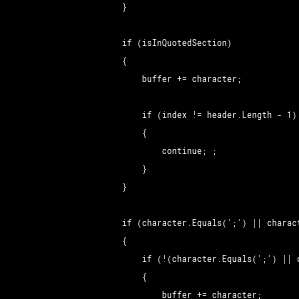 }
if (isInQuotedSection)
{
buffer += character;
if (index != header.Length - 1)
{
continue; ;
}
}
if (character.Equals(';') || charact
{
if (!(character.Equals(';') || c
{
buffer += character;